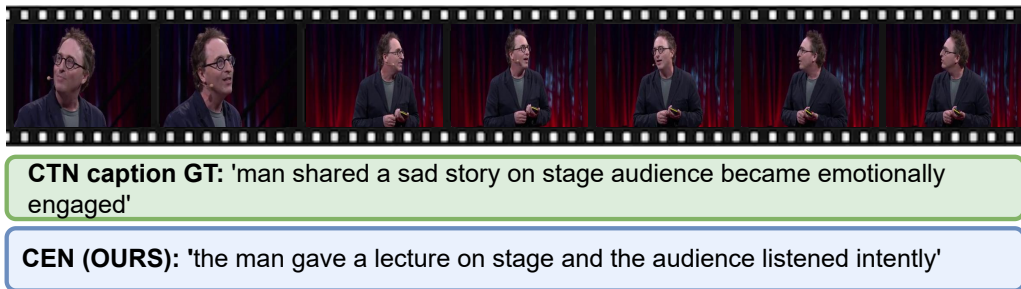 CTN caption GT: 'man shared a sad story on stage audience became emotionally
engaged'
CEN (OURS): 'the man gave a lecture on stage and the audience listened intently'